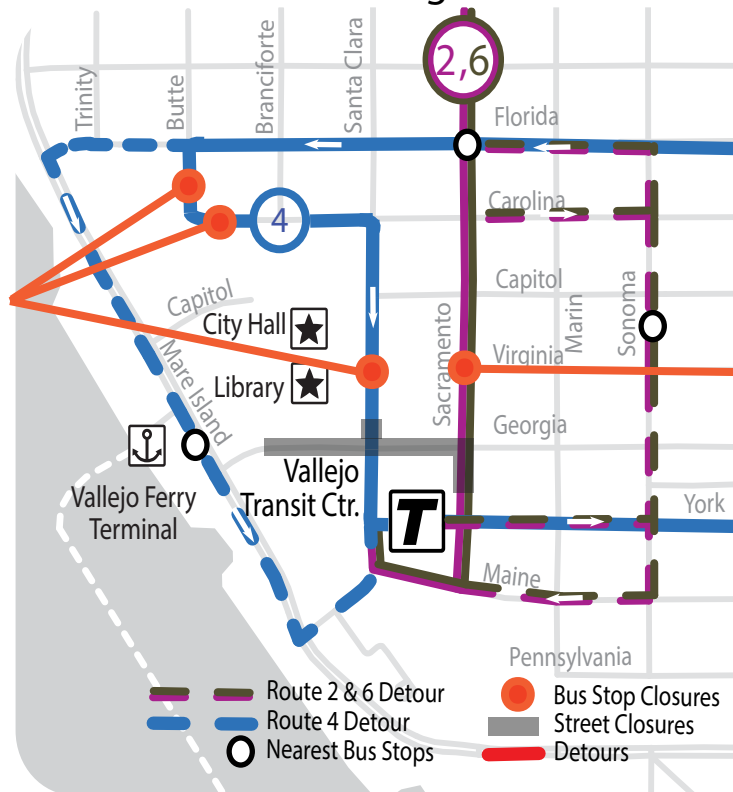 2,6
Trinity
Butte
Branciforte
Santa Clara
Florida
Carolina
4
Capitol
Capitol
City Hall
Marin
Sonoma
Sacramento
Virginia
Mare Island
Library
Georgia
Vallejo
Transit Ctr.
T
Vallejo Ferry
Terminal
York
Maine
Pennsylvania
Route 2 & 6 Detour
Route 4 Detour
Nearest Bus Stops
Bus Stop Closures
Street Closures
Detours